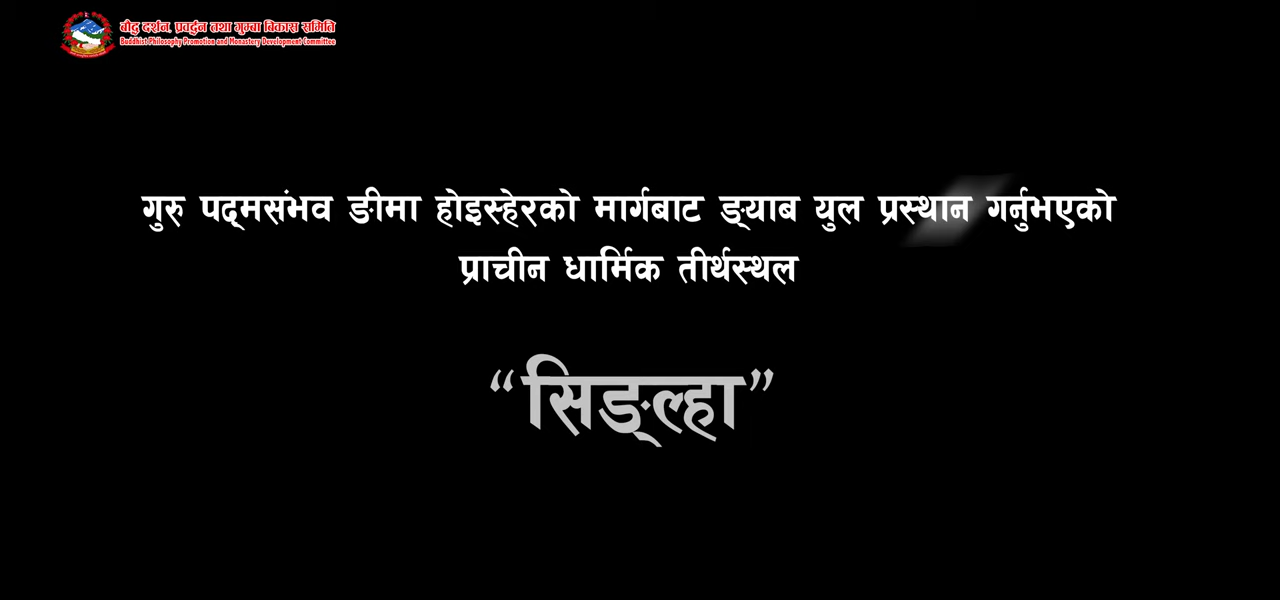 बौद्ध दर्शन, प्रवर्द्धन तथा गुम्बा विकास समिति
Buddhist Philosophy Promotion and Monastery Development Committee
गुरु पद्मसंभव ङीमा होइस्हेरको मार्गबाट ङ्याब युल प्रस्थान गर्नुभएको
प्राचीन धार्मिक तीर्थस्थल
“सिङ्ल्हा”